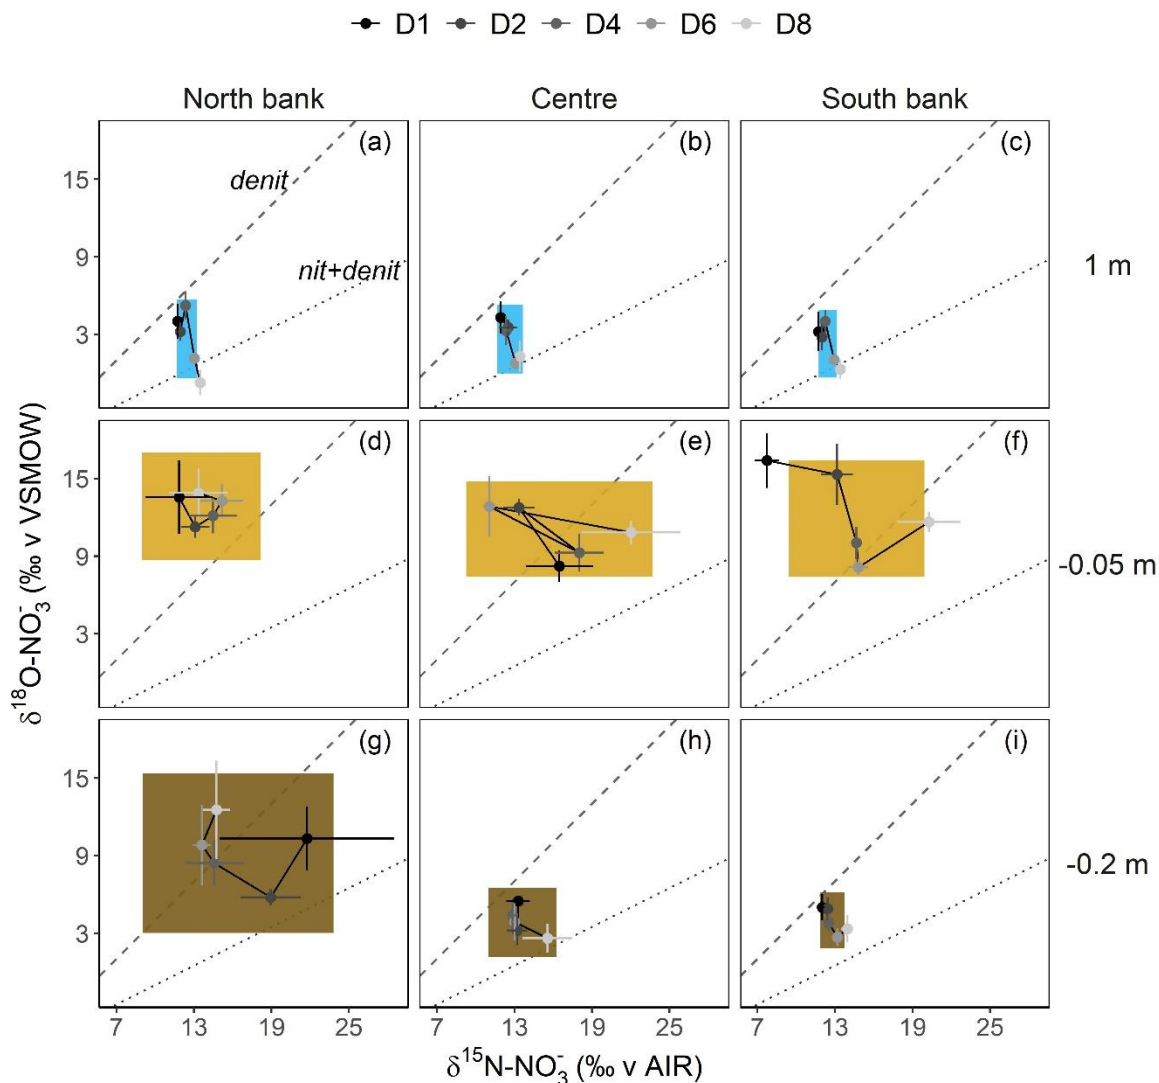 D1 D2 D4 D6 D8
North bank Centre South bank
(a) (b) (c)
denit
nit+denit
15
9
3
1 m
(d) (e) (f)
15
9
3
-0.05 m
(g) (h) (i)
15
9
3
-0.2 m
7 13 19 25 7 13 19 25 7 13 19 25
δ18O-NO3- (‰ v VSMOW)
δ15N-NO3- (‰ v AIR)